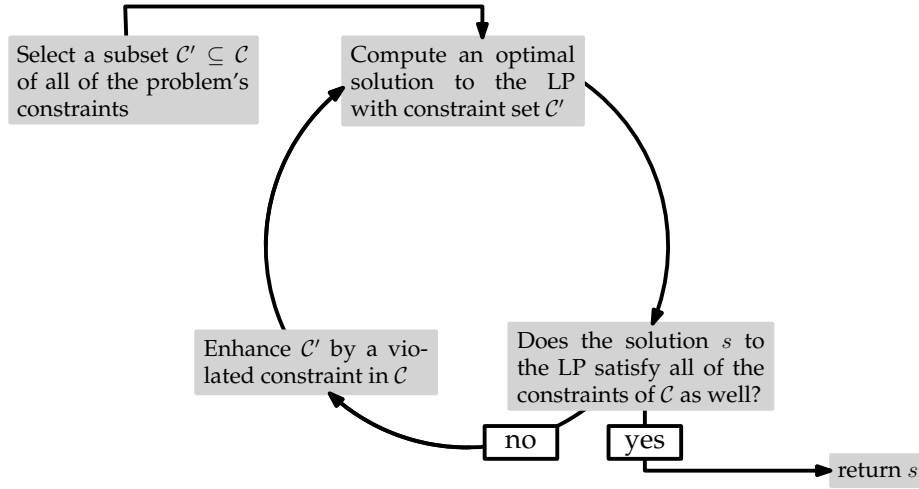 Select a subset 𝒞′ ⊆ 𝒞
of all of the problem's
constraints
Compute an optimal
solution to the LP
with constraint set 𝒞′
Does the solution s to
the LP satisfy all of the
constraints of 𝒞 as well?
Enhance 𝒞′ by a vio-
lated constraint in 𝒞
no
yes
return s